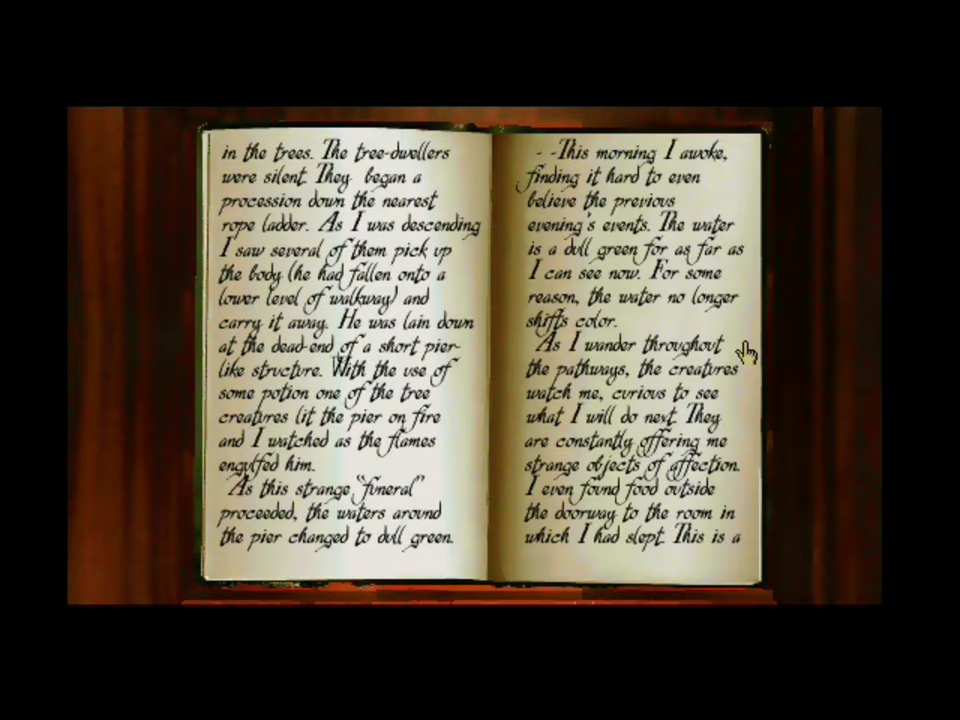 in the trees. The tree-dwellers
were silent. They began a
procession down the nearest
rope ladder. As I was descending
I saw several of them pick up
the body (he had fallen onto a
lower level of walkway) and
carry it away. He was lain down
at the dead-end of a short pier-
like structure. With the use of
some potion one of the tree
creatures lit the pier on fire
and I watched as the flames
engulfed him.
As this strange "funeral"
proceeded, the waters around
the pier changed to dull green.
- -This morning I awoke,
finding it hard to even
believe the previous
evening's events. The water
is a dull green for as far as
I can see now. For some
reason, the water no longer
shifts color.
As I wander throughout
the pathways, the creatures
watch me, curious to see
what I will do next. They
are constantly offering me
strange objects of affection.
I even found food outside
the doorway to the room in
which I had slept. This is a